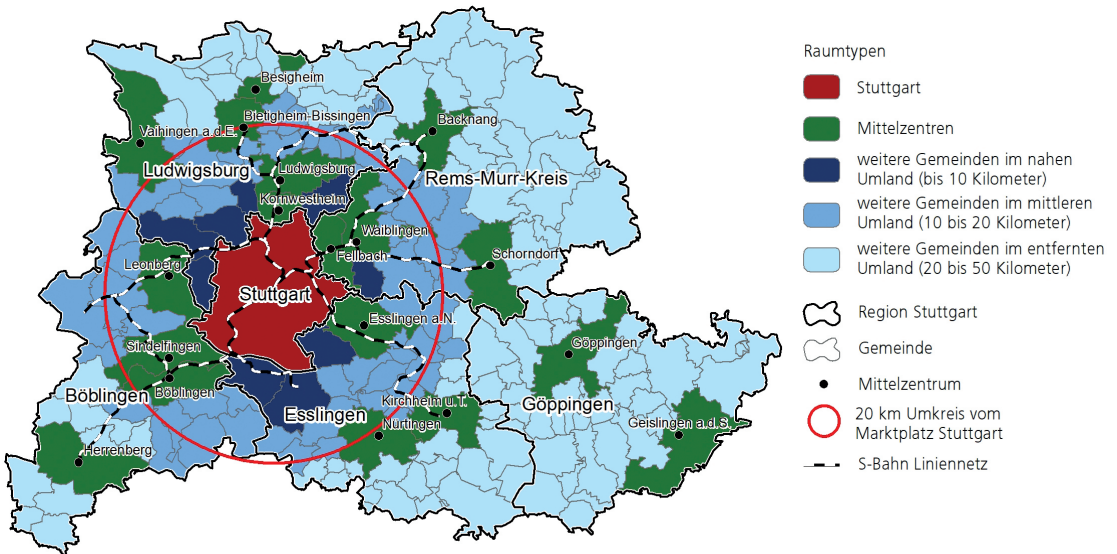 Besigheim
Bietigheim-Bissingen
Backnang
Vaihingen a.d.E.
Ludwigsburg
Ludwigsburg
Rems-Murr-Kreis
Kornwestheim
Waiblingen
Fellbach
Schorndorf
Leonberg
Stuttgart
Esslingen a.N.
Sindelfingen
Göppingen
Böblingen
Böblingen
Kirchheim u.T.
Göppingen
Esslingen
Nürtingen
Geislingen a.d.S.
Herrenberg
Raumtypen
Stuttgart
Mittelzentren
weitere Gemeinden im nahen
Umland (bis 10 Kilometer)
weitere Gemeinden im mittleren
Umland (10 bis 20 Kilometer)
weitere Gemeinden im entfernten
Umland (20 bis 50 Kilometer)
Region Stuttgart
Gemeinde
Mittelzentrum
20 km Umkreis vom
Marktplatz Stuttgart
S-Bahn Liniennetz